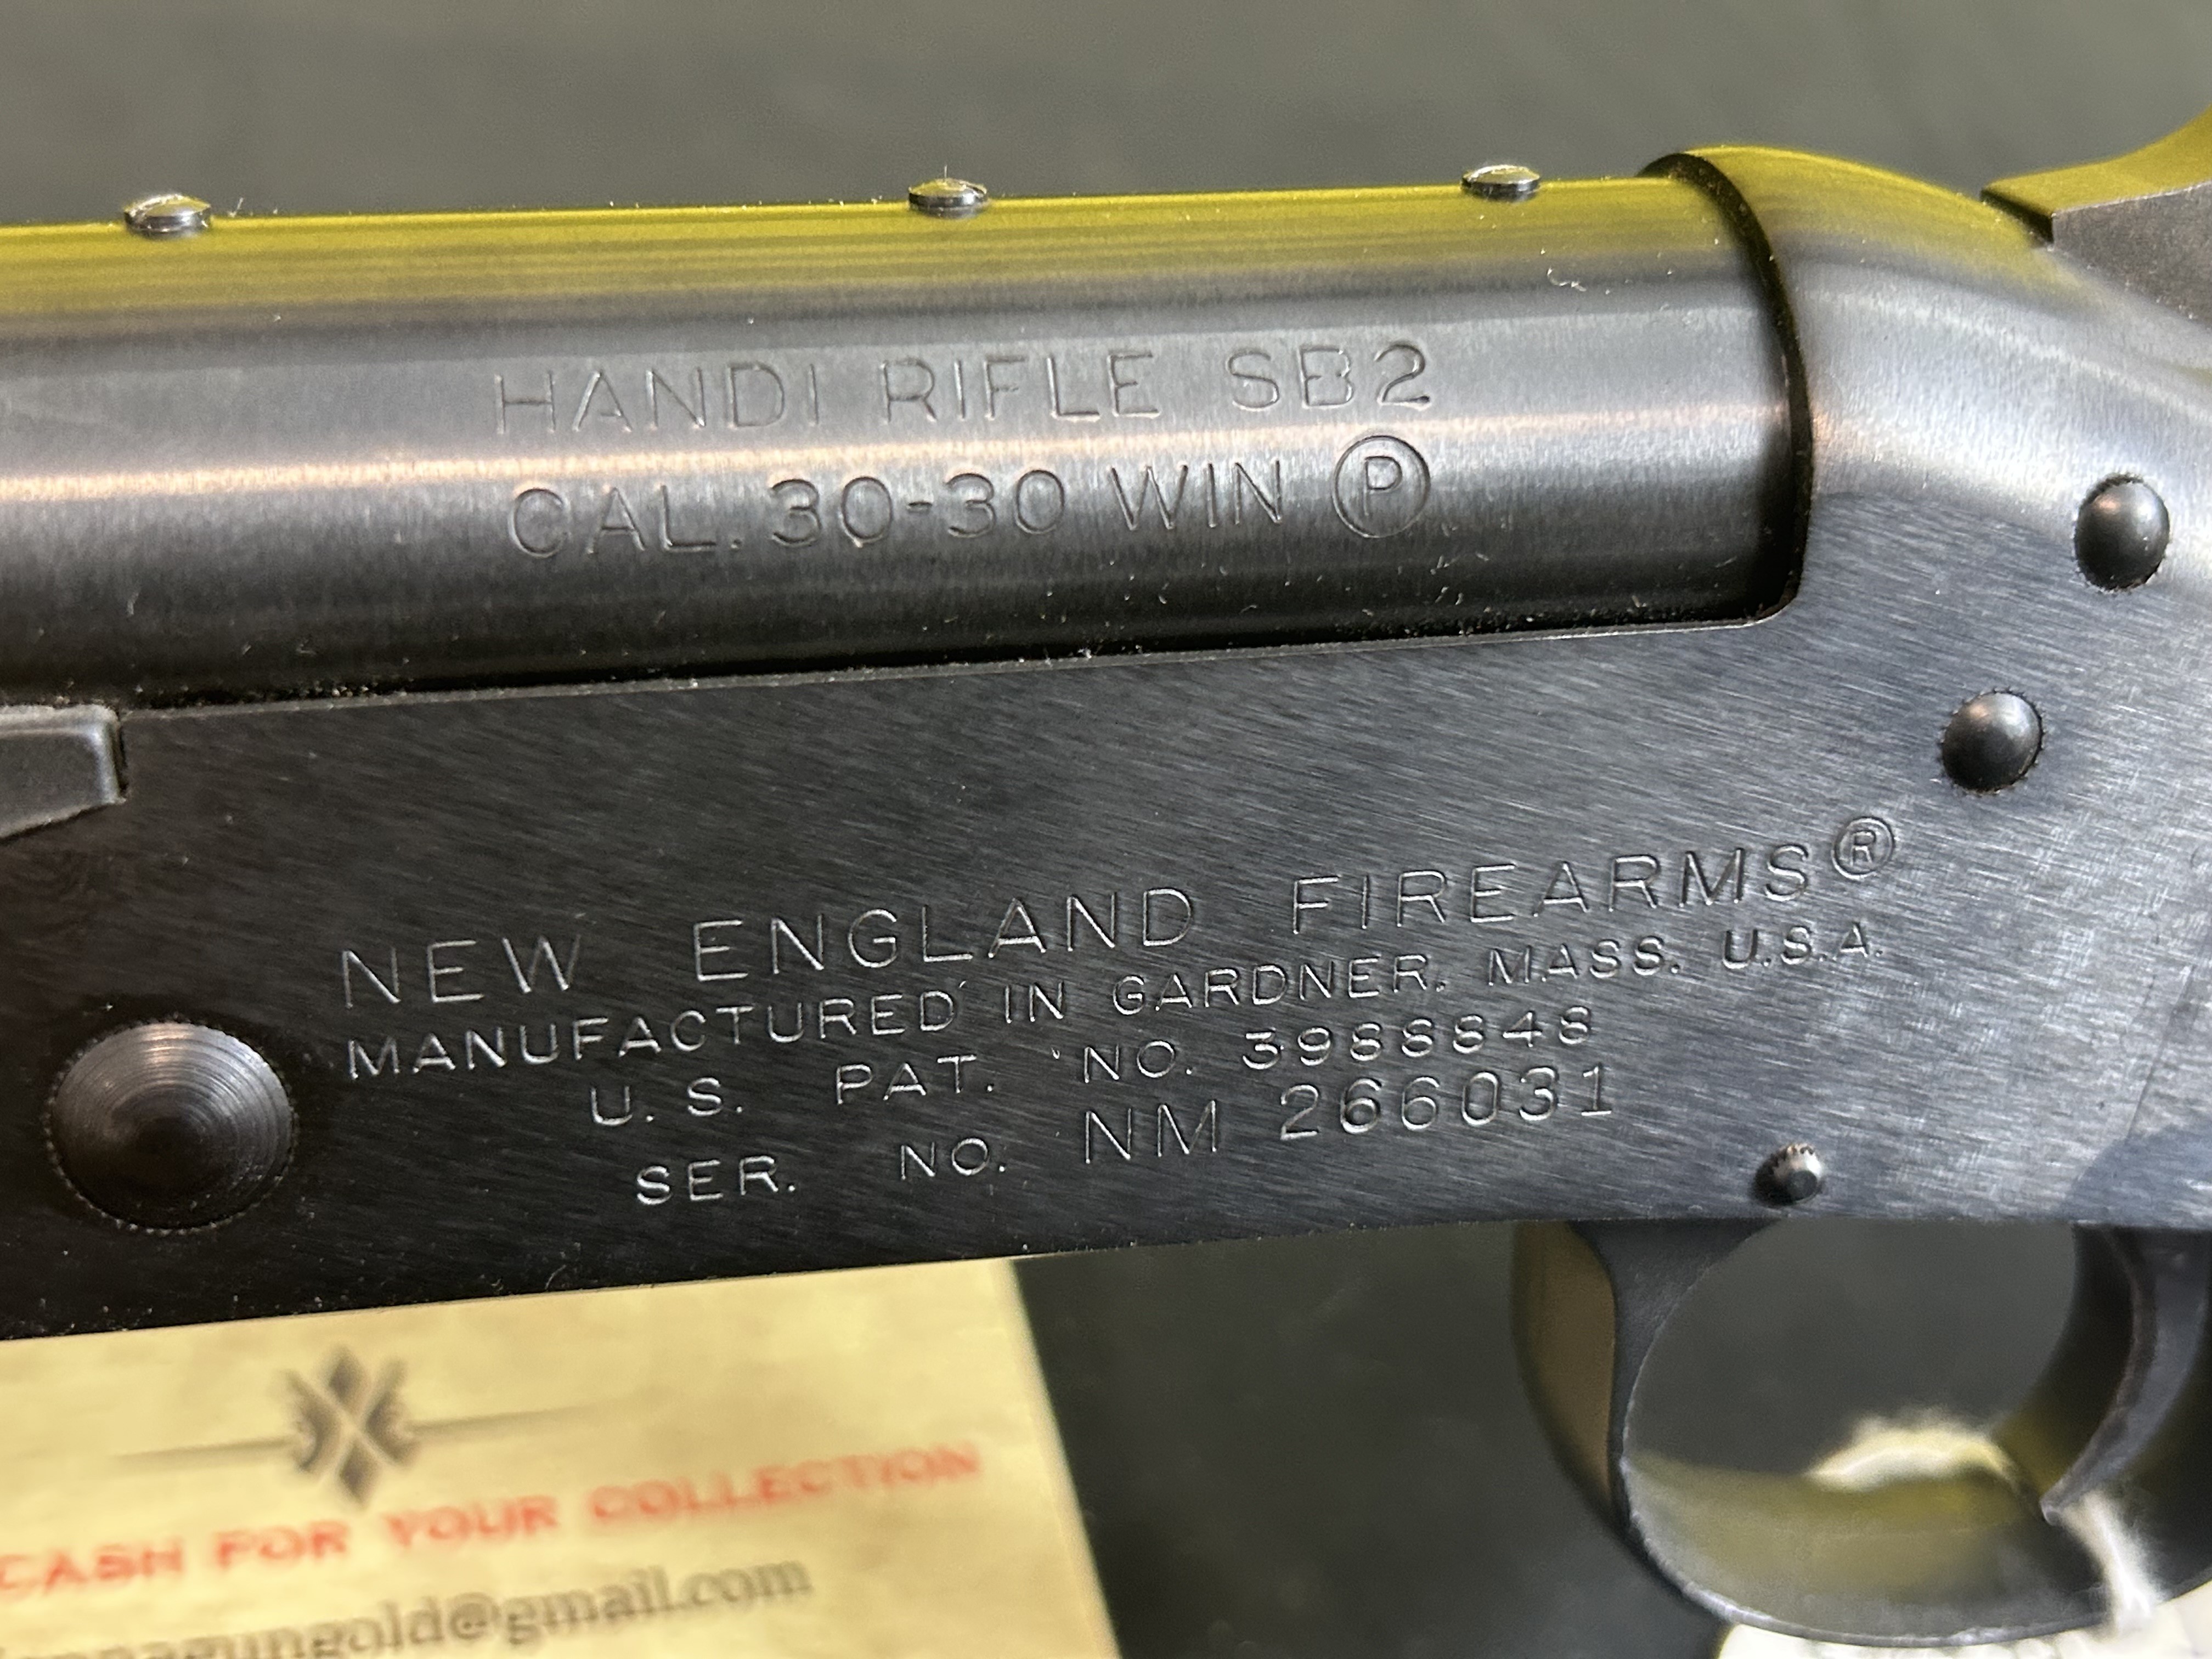 HANDI RIFLE SB2
CAL. 30-30 WIN Ⓟ
NEW ENGLAND FIREARMS®
MANUFACTURED IN GARDNER, MASS. U.S.A.
U.S. PAT. NO. 3988848
SER. NO. NM 266031
CASH FOR YOUR COLLECTION